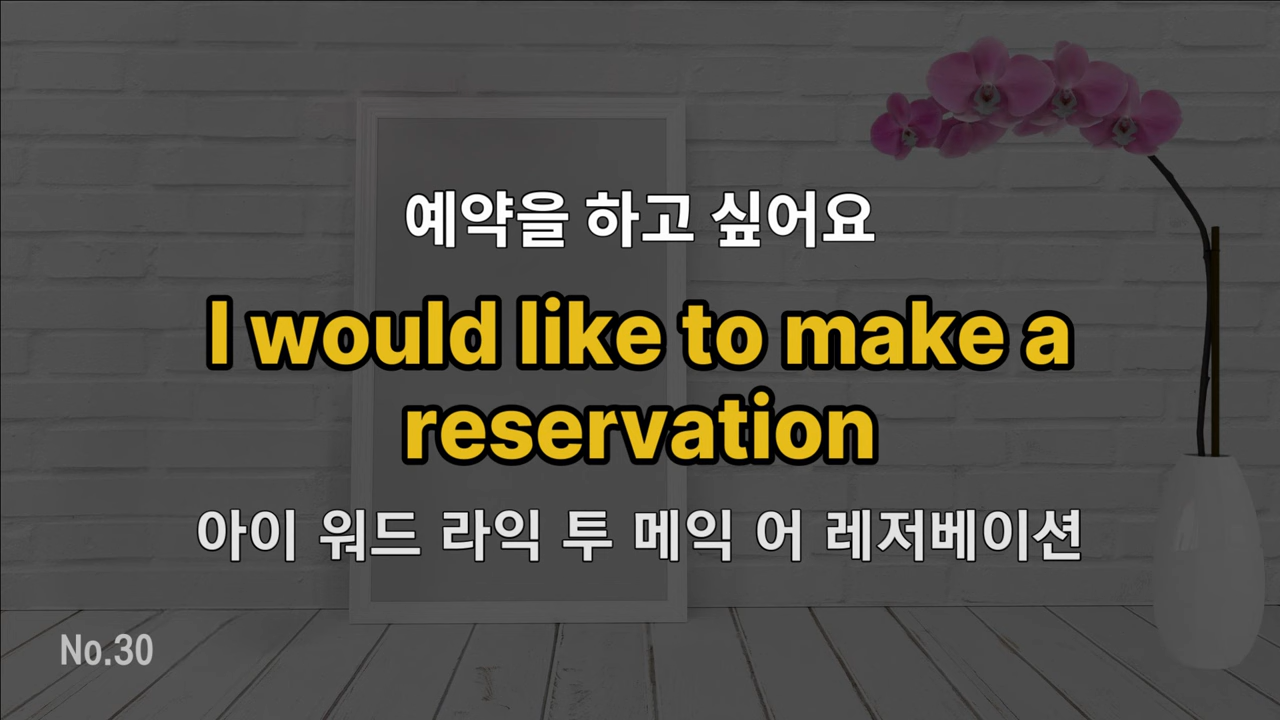 예약을 하고 싶어요
I would like to make a
reservation
아이 워드 라익 투 메익 어 레저베이션
No.30